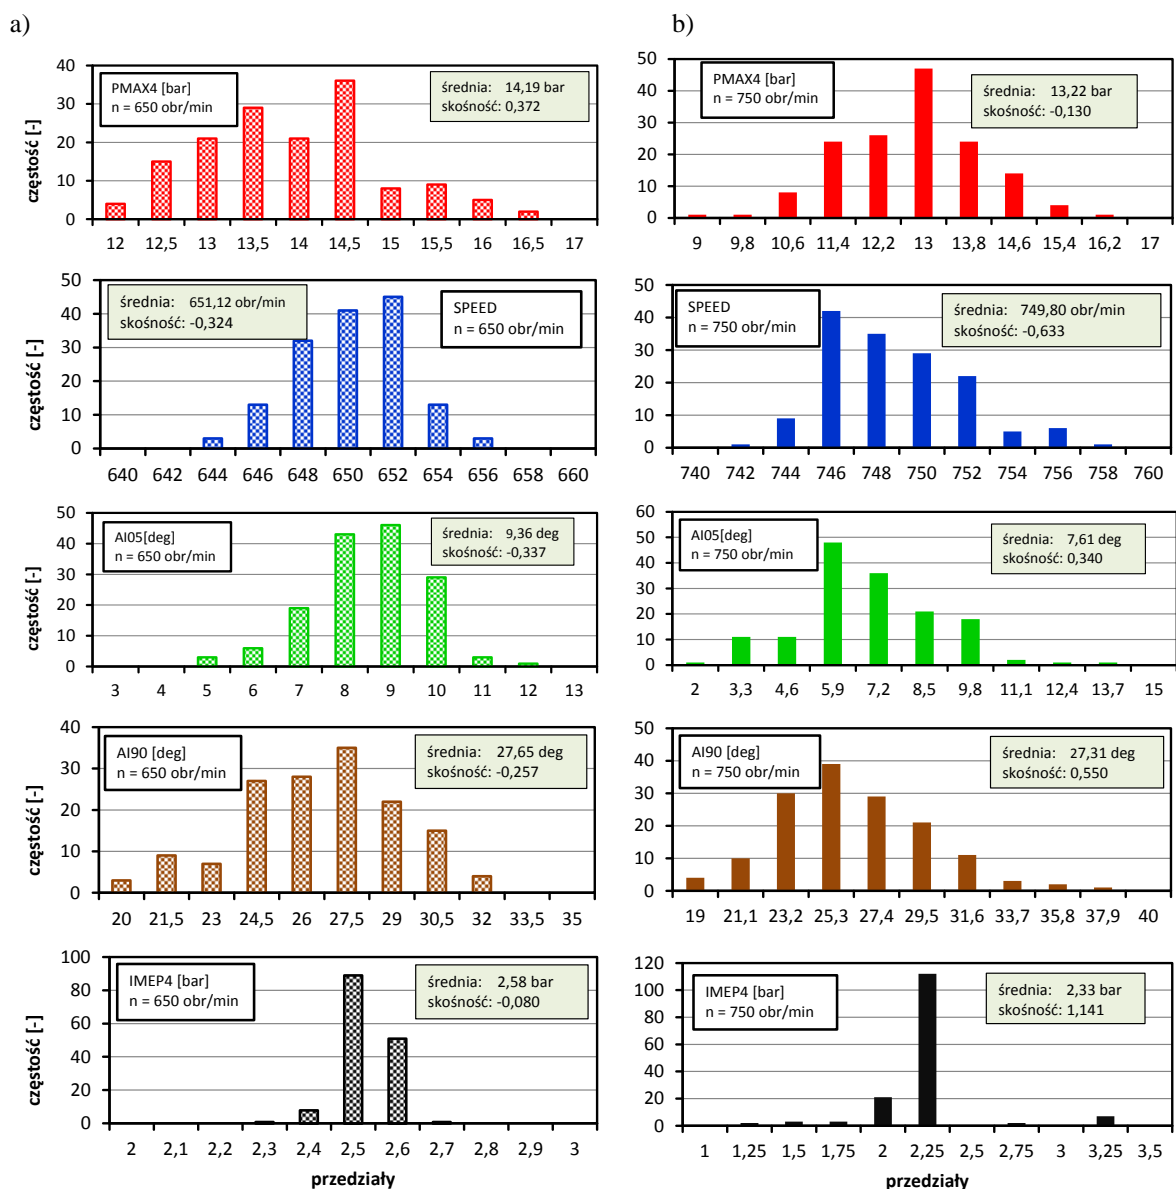 a)
b)
40
30
20
10
0
częstość [-]
PMAX4 [bar]
n = 650 obr/min
średnia: 14,19 bar
skośność: 0,372
12 12,5 13 13,5 14 14,5 15 15,5 16 16,5 17
50
40
30
20
10
0
PMAX4 [bar]
n = 750 obr/min
średnia: 13,22 bar
skośność: -0,130
9 9,8 10,6 11,4 12,2 13 13,8 14,6 15,4 16,2 17
50
40
30
20
10
0
częstość [-]
średnia: 651,12 obr/min
skośność: -0,324
SPEED
n = 650 obr/min
640 642 644 646 648 650 652 654 656 658 660
50
40
30
20
10
0
SPEED
n = 750 obr/min
średnia: 749,80 obr/min
skośność: -0,633
740 742 744 746 748 750 752 754 756 758 760
50
40
30
20
10
0
częstość [-]
AI05[deg]
n = 650 obr/min
średnia: 9,36 deg
skośność: -0,337
3 4 5 6 7 8 9 10 11 12 13
60
50
40
30
20
10
0
AI05[deg]
n = 750 obr/min
średnia: 7,61 deg
skośność: 0,340
2 3,3 4,6 5,9 7,2 8,5 9,8 11,1 12,4 13,7 15
40
30
20
10
0
częstość [-]
AI90 [deg]
n = 650 obr/min
średnia: 27,65 deg
skośność: -0,257
20 21,5 23 24,5 26 27,5 29 30,5 32 33,5 35
50
40
30
20
10
0
AI90 [deg]
n = 750 obr/min
średnia: 27,31 deg
skośność: 0,550
19 21,1 23,2 25,3 27,4 29,5 31,6 33,7 35,8 37,9 40
100
80
60
40
20
0
częstość [-]
IMEP4 [bar]
n = 650 obr/min
średnia: 2,58 bar
skośność: -0,080
2 2,1 2,2 2,3 2,4 2,5 2,6 2,7 2,8 2,9 3
przedziały
120
100
80
60
40
20
0
IMEP4 [bar]
n = 750 obr/min
średnia: 2,33 bar
skośność: 1,141
1 1,25 1,5 1,75 2 2,25 2,5 2,75 3 3,25 3,5
przedziały